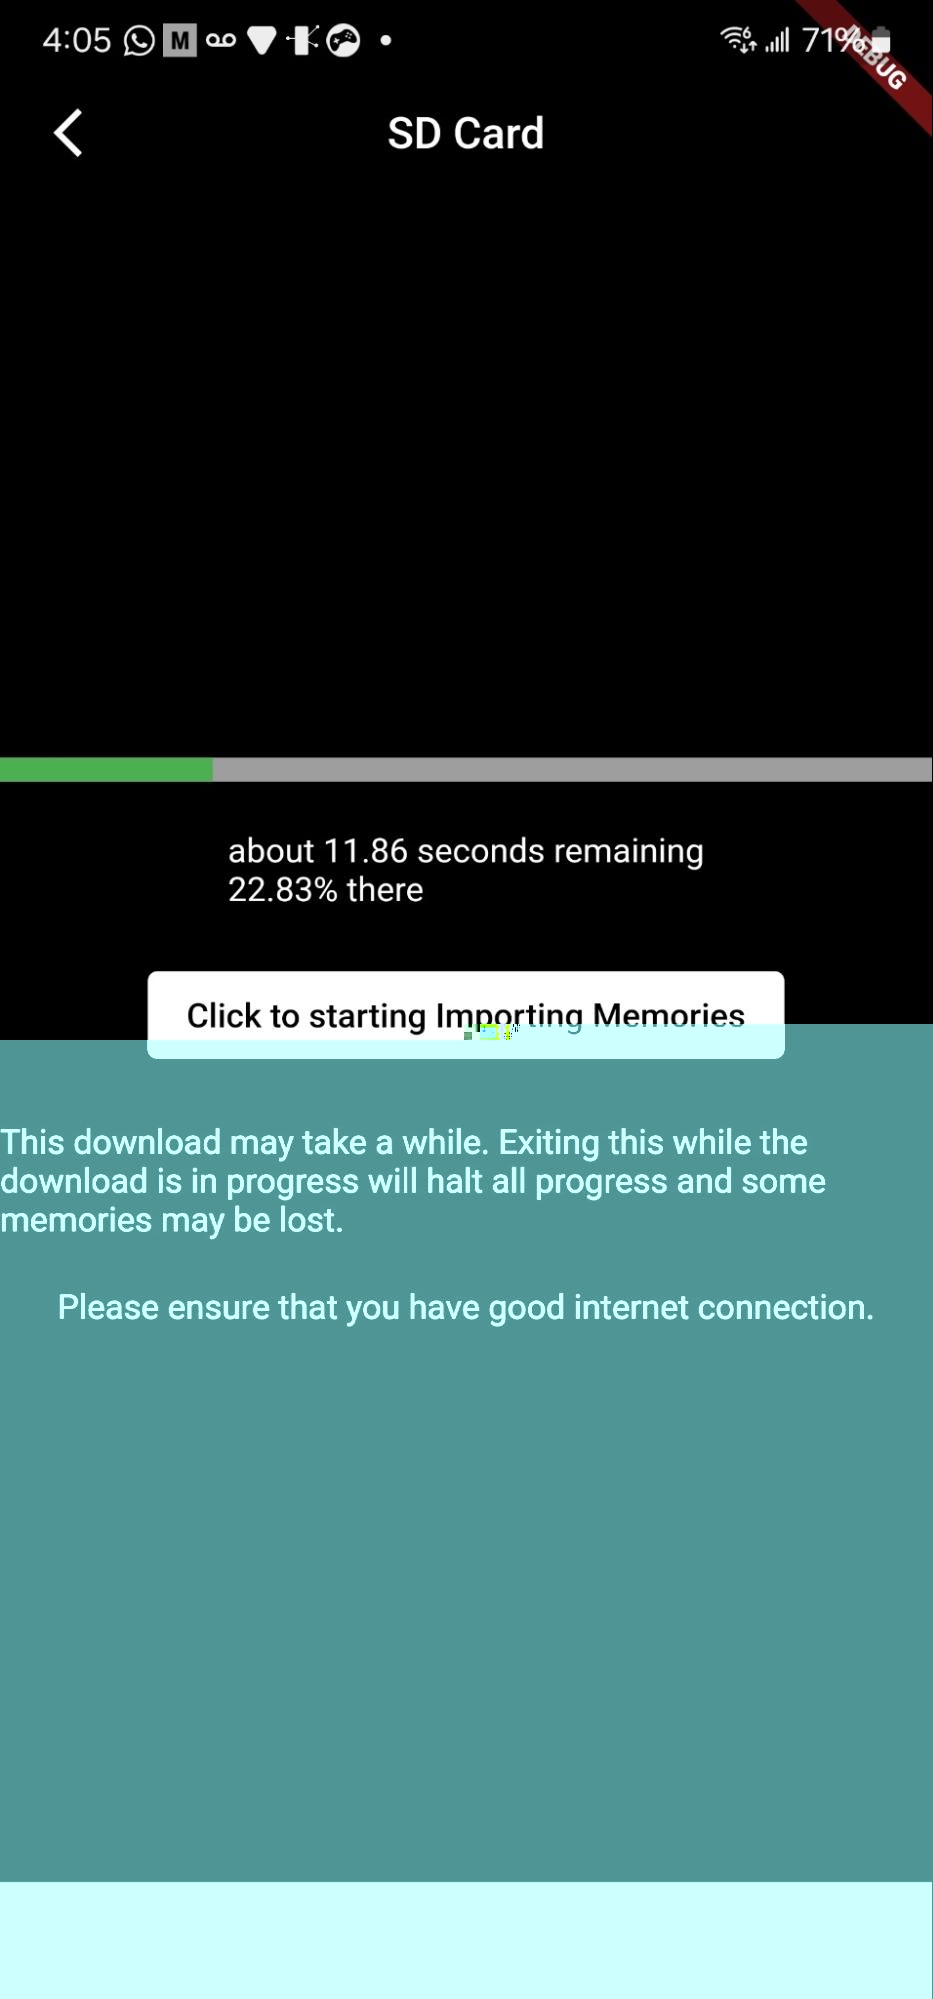 4:05 M 71% DEBUG
SD Card
about 11.86 seconds remaining
22.83% there
Click to starting Importing Memories
This download may take a while. Exiting this while the
download is in progress will halt all progress and some
memories may be lost.
Please ensure that you have good internet connection.